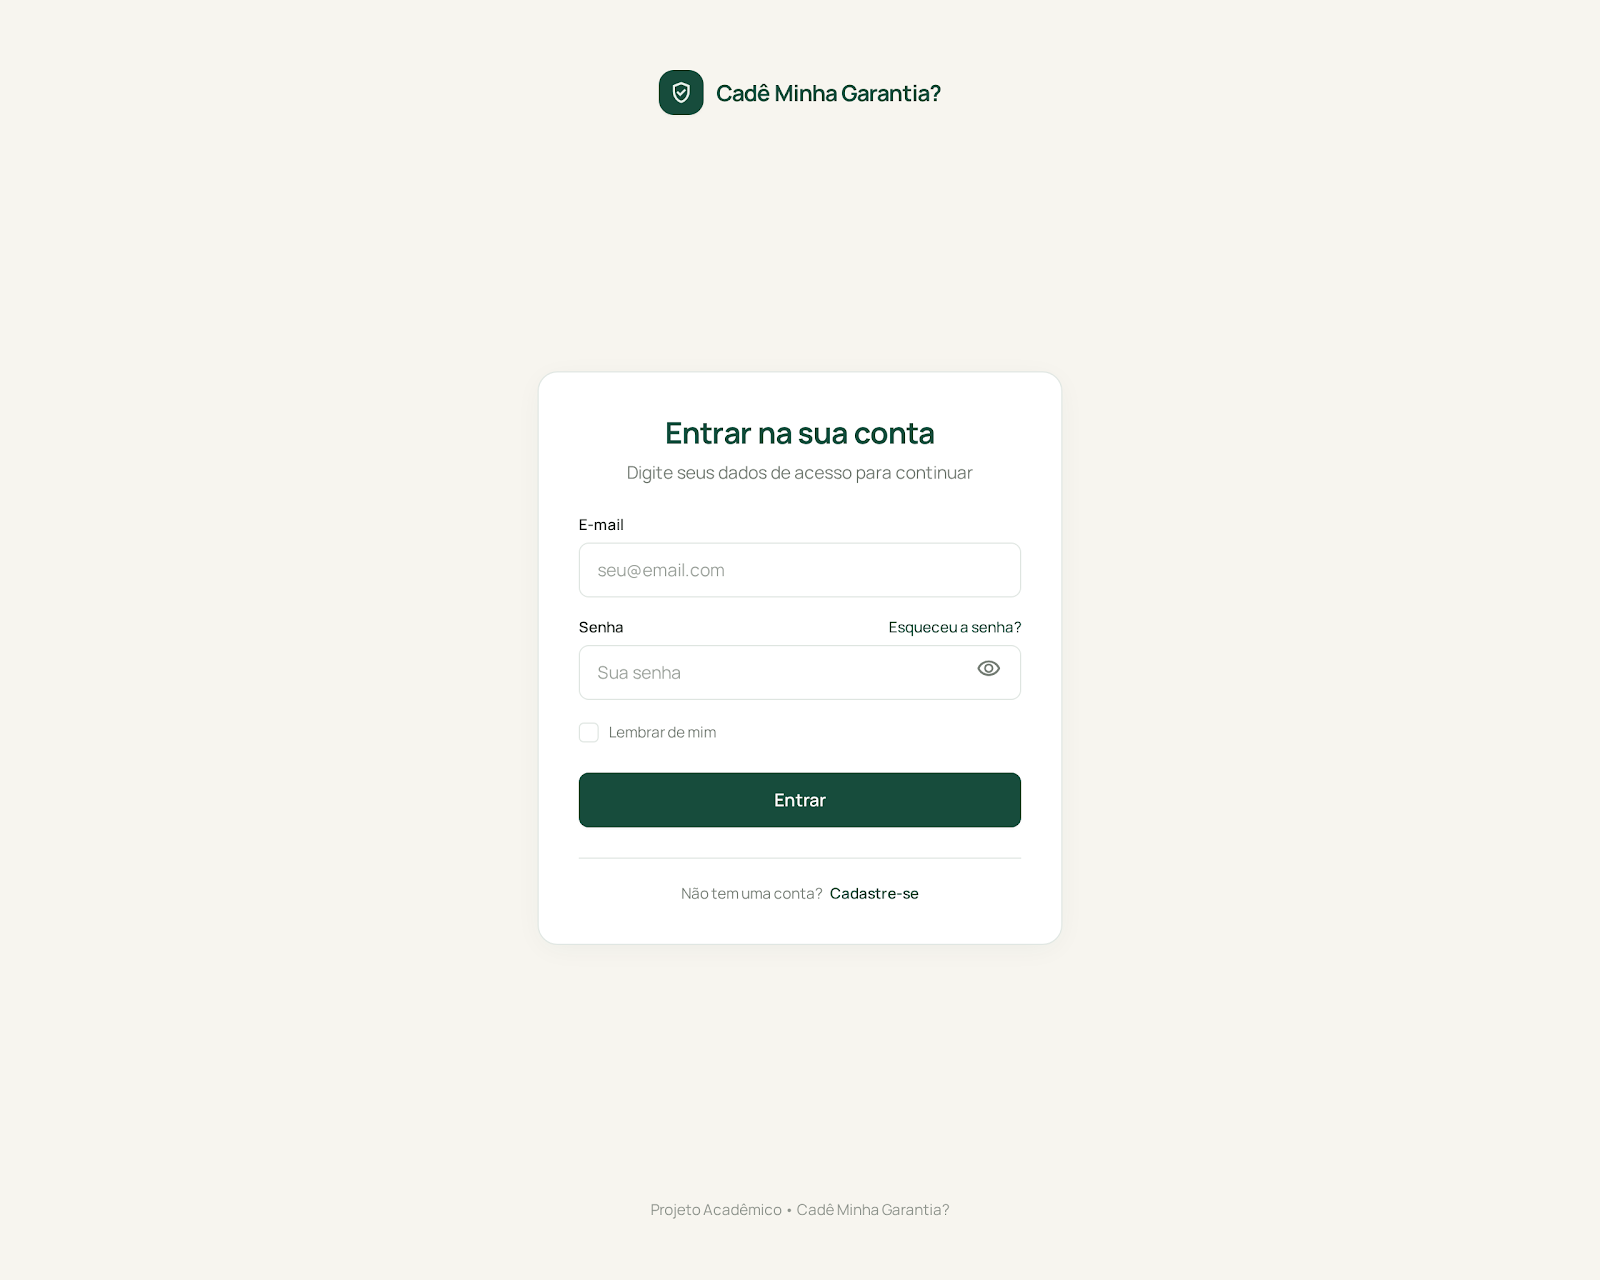 Cadê Minha Garantia?
Entrar na sua conta
Digite seus dados de acesso para continuar
E-mail
seu@email.com
Senha Esqueceu a senha?
Sua senha
Lembrar de mim
Entrar
Não tem uma conta? Cadastre-se
Projeto Acadêmico • Cadê Minha Garantia?